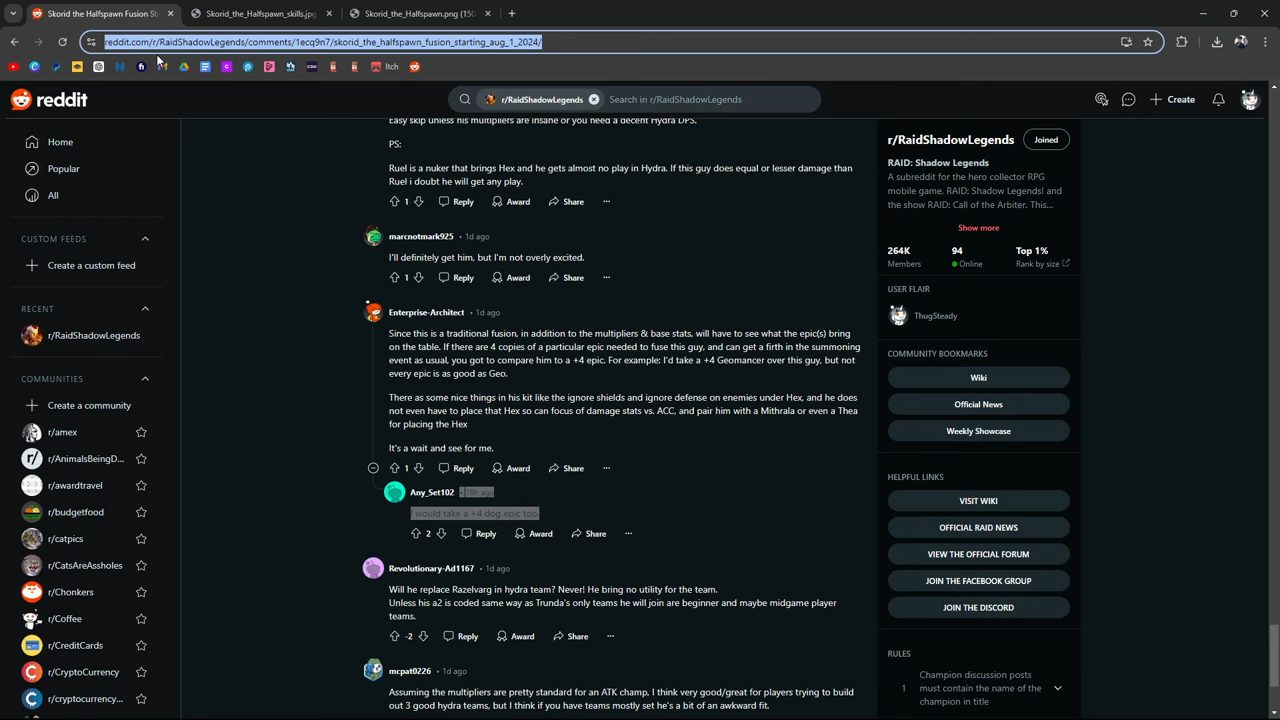 Skorid the Halfspawn Fusion St
Skorid_the_Halfspawn_skills.jpg
Skorid_the_Halfspawn.png (150
reddit.com/r/RaidShadowLegends/comments/1ecq9n7/skorid_the_halfspawn_fusion_starting_aug_1_2024/
Itch
reddit
r/RaidShadowLegends
Search in r/RaidShadowLegends
Create
Home
Popular
All
CUSTOM FEEDS
Create a custom feed
RECENT
r/RaidShadowLegends
COMMUNITIES
Create a community
r/amex
r/AnimalsBeingD...
r/awardtravel
r/budgetfood
r/catpics
r/CatsAreAssholes
r/Chonkers
r/Coffee
r/CreditCards
r/CryptoCurrency
r/cryptocurrency...
Easy skip unless his multipliers are insane or you need a decent Hydra DPS.
PS:
Ruel is a nuker that brings Hex and he gets almost no play in Hydra. If this guy does equal or lesser damage than
Ruel i doubt he will get any play.
1 Reply Award Share ...
marcnotmark925 • 1d ago
I'll definitely get him, but I'm not overly excited.
1 Reply Award Share ...
Enterprise-Architect • 1d ago
Since this is a traditional fusion, in addition to the multipliers & base stats, will have to see what the epic(s) bring
on the table. If there are 4 copies of a particular epic needed to fuse this guy, and can get a firth in the summoning
event as usual, you got to compare him to a +4 epic. For example: I'd take a +4 Geomancer over this guy, but not
every epic is as good as Geo.
There as some nice things in his kit like the ignore shields and ignore defense on enemies under Hex, and he does
not even have to place that Hex so can focus of damage stats vs. ACC, and pair him with a Mithrala or even a Thea
for placing the Hex
It's a wait and see for me.
1 Reply Award Share ...
Any_Set102 • 19h ago
I would take a +4 dog epic too.
2 Reply Award Share ...
Revolutionary-Ad1167 • 1d ago
Will he replace Razelvarg in hydra team? Never! He bring no utility for the team.
Unless his a2 is coded same way as Trunda's only teams he will join are beginner and maybe midgame player
teams.
-2 Reply Award Share ...
mcpat0226 • 1d ago
Assuming the multipliers are pretty standard for an ATK champ, I think very good/great for players trying to build
out 3 good hydra teams, but I think if you have teams mostly set he's a bit of an awkward fit.
r/RaidShadowLegends
Joined
RAID: Shadow Legends
A subreddit for the hero collector RPG
mobile game, RAID: Shadow Legends! and
the show RAID: Call of the Arbiter. This...
Show more
264K 94 Top 1%
Members Online Rank by size
USER FLAIR
ThugSteady
COMMUNITY BOOKMARKS
Wiki
Official News
Weekly Showcase
HELPFUL LINKS
VISIT WIKI
OFFICIAL RAID NEWS
VIEW THE OFFICIAL FORUM
JOIN THE FACEBOOK GROUP
JOIN THE DISCORD
RULES
1 Champion discussion posts
must contain the name of the
champion in title